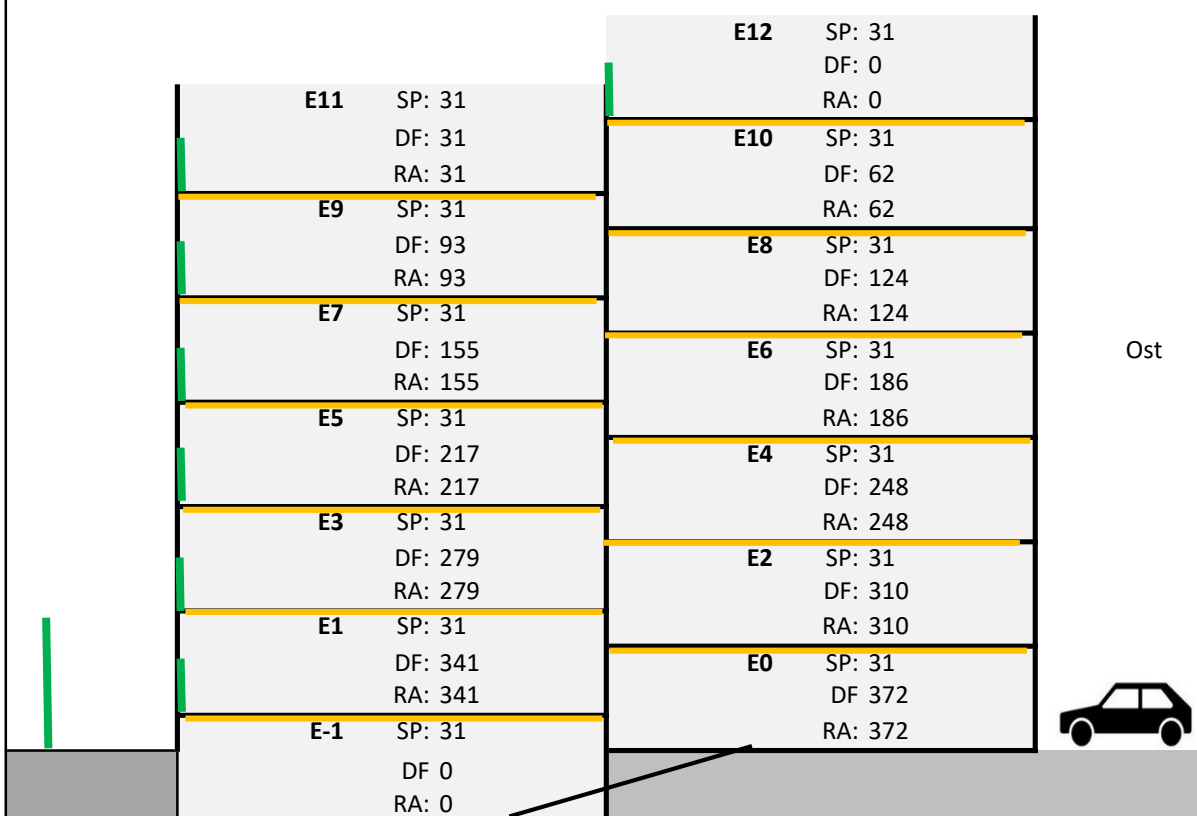 E12 SP: 31
DF: 0
RA: 0
E11 SP: 31
DF: 31
RA: 31
E10 SP: 31
DF: 62
RA: 62
E9 SP: 31
DF: 93
RA: 93
E8 SP: 31
DF: 124
RA: 124
E7 SP: 31
DF: 155
RA: 155
E6 SP: 31
DF: 186
RA: 186
Ost
E5 SP: 31
DF: 217
RA: 217
E4 SP: 31
DF: 248
RA: 248
E3 SP: 31
DF: 279
RA: 279
E2 SP: 31
DF: 310
RA: 310
E1 SP: 31
DF: 341
RA: 341
E0 SP: 31
DF 372
RA: 372
E-1 SP: 31
DF 0
RA: 0